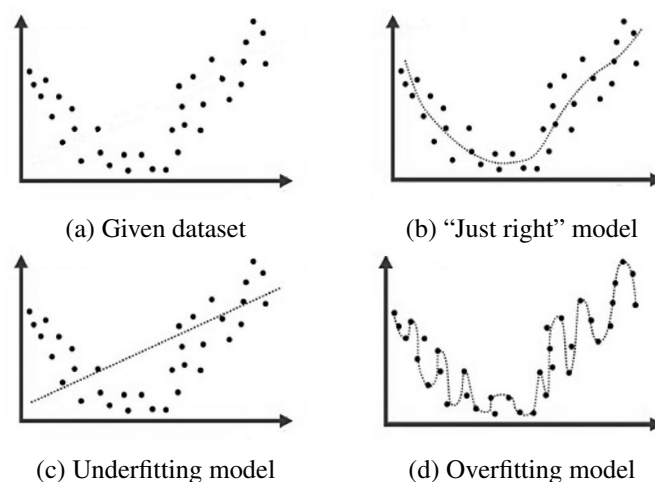 (a) Given dataset
(b) “Just right” model
(c) Underfitting model
(d) Overfitting model